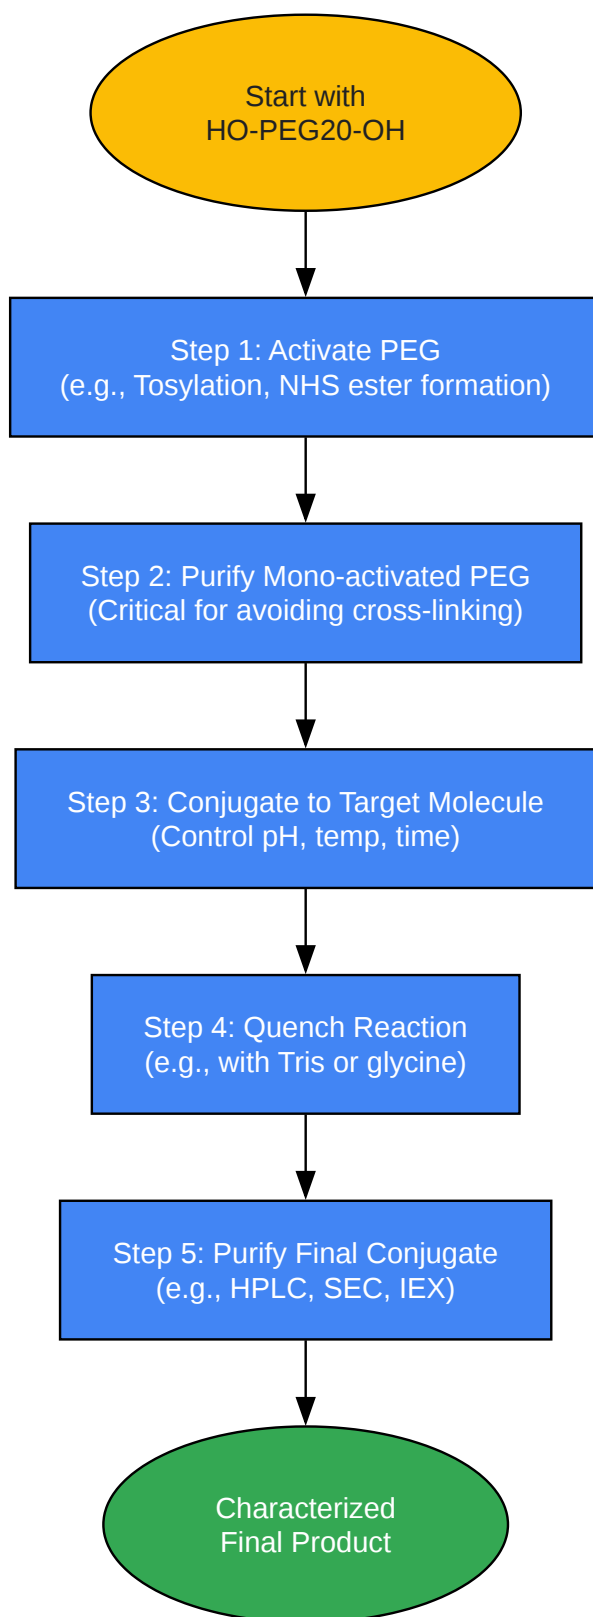 Start with
HO-PEG20-OH
Step 1: Activate PEG
(e.g., Tosylation, NHS ester formation)
Step 2: Purify Mono-activated PEG
(Critical for avoiding cross-linking)
Step 3: Conjugate to Target Molecule
(Control pH, temp, time)
Step 4: Quench Reaction
(e.g., with Tris or glycine)
Step 5: Purify Final Conjugate
(e.g., HPLC, SEC, IEX)
Characterized
Final Product